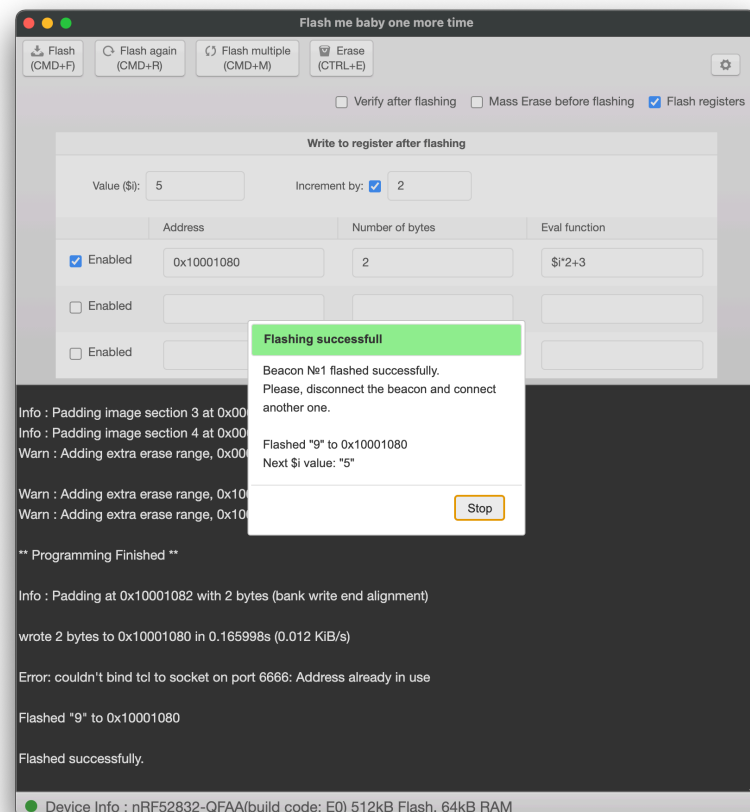 Flash me baby one more time
Flash
(CMD+F)
Flash again
(CMD+R)
Flash multiple
(CMD+M)
Erase
(CTRL+E)
Verify after flashing
Mass Erase before flashing
Flash registers
Write to register after flashing
Value ($i): 5 Increment by: 2
Address Number of bytes Eval function
Enabled 0x10001080 2 $i*2+3
Enabled
Enabled
Flashing successfull
Beacon №1 flashed successfully.
Please, disconnect the beacon and connect
another one.
Flashed "9" to 0x10001080
Next $i value: "5"
Stop
Info : Padding image section 3 at 0x00
Info : Padding image section 4 at 0x00
Warn : Adding extra erase range, 0x00
Warn : Adding extra erase range, 0x10
Warn : Adding extra erase range, 0x10
** Programming Finished **
Info : Padding at 0x10001082 with 2 bytes (bank write end alignment)
wrote 2 bytes to 0x10001080 in 0.165998s (0.012 KiB/s)
Error: couldn't bind tcl to socket on port 6666: Address already in use
Flashed "9" to 0x10001080
Flashed successfully.
Device Info : nRF52832-QFAA(build code: E0) 512kB Flash, 64kB RAM